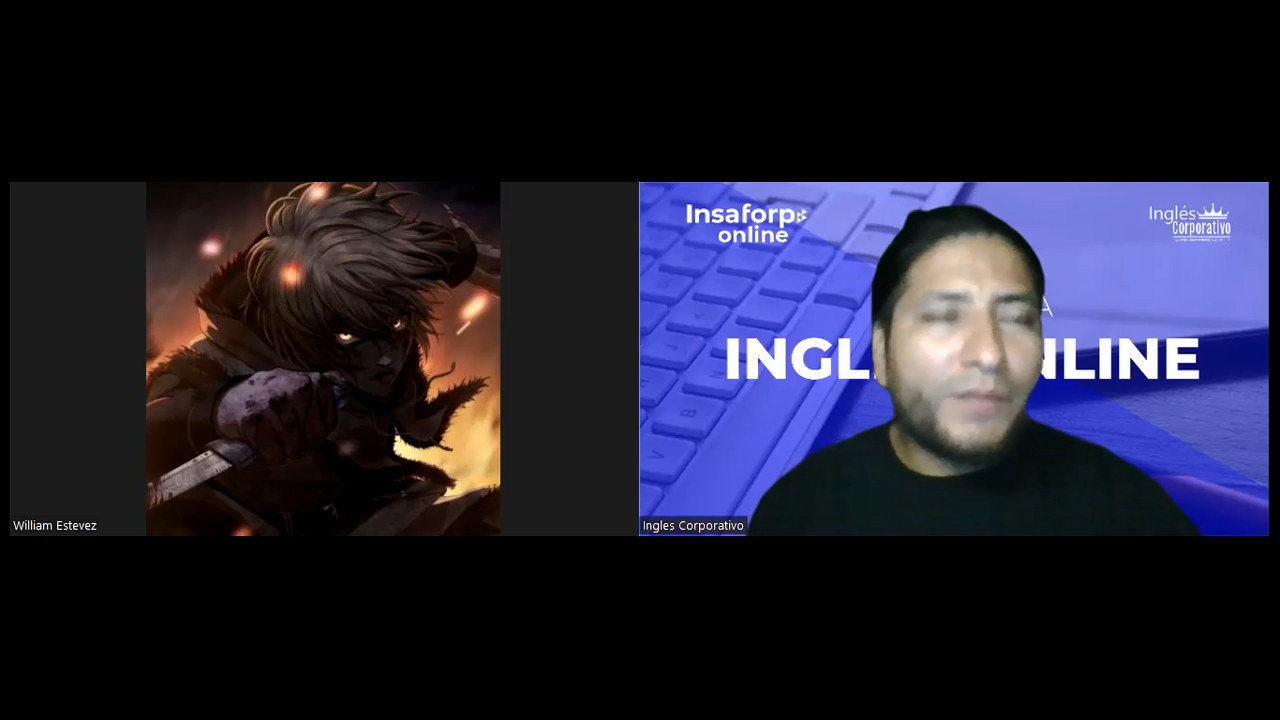 Insaforp
online
Inglés
Corporativo
A
INGL
NLINE
William Estevez
Ingles Corporativo